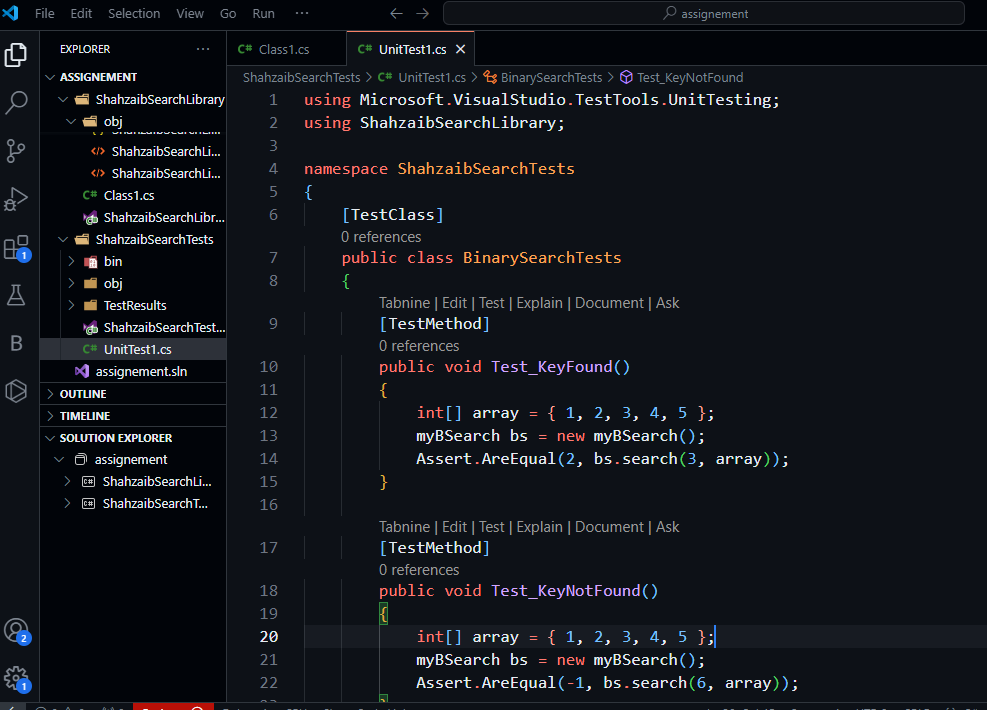 File Edit Selection View Go Run ··· assignement
EXPLORER ···
ASSIGNEMENT
ShahzaibSearchLibrary
obj
ShahzaibSearchLi...
ShahzaibSearchLi...
ShahzaibSearchLi...
C# Class1.cs
ShahzaibSearchLibr...
ShahzaibSearchTests
bin
obj
TestResults
ShahzaibSearchTest...
C# UnitTest1.cs
assignement.sln
OUTLINE
TIMELINE
SOLUTION EXPLORER
assignement
ShahzaibSearchLi...
ShahzaibSearchT...
1
B
2
1
C# Class1.cs
C# UnitTest1.cs
ShahzaibSearchTests > C# UnitTest1.cs > BinarySearchTests > Test_KeyNotFound
1 using Microsoft.VisualStudio.TestTools.UnitTesting;
2 using ShahzaibSearchLibrary;
3
4 namespace ShahzaibSearchTests
5 {
6 [TestClass]
0 references
7 public class BinarySearchTests
8 {
Tabnine | Edit | Test | Explain | Document | Ask
9 [TestMethod]
0 references
10 public void Test_KeyFound()
11 {
12 int[] array = { 1, 2, 3, 4, 5 };
13 myBSearch bs = new myBSearch();
14 Assert.AreEqual(2, bs.search(3, array));
15 }
16
Tabnine | Edit | Test | Explain | Document | Ask
17 [TestMethod]
0 references
18 public void Test_KeyNotFound()
19 {
20 int[] array = { 1, 2, 3, 4, 5 };
21 myBSearch bs = new myBSearch();
22 Assert.AreEqual(-1, bs.search(6, array));